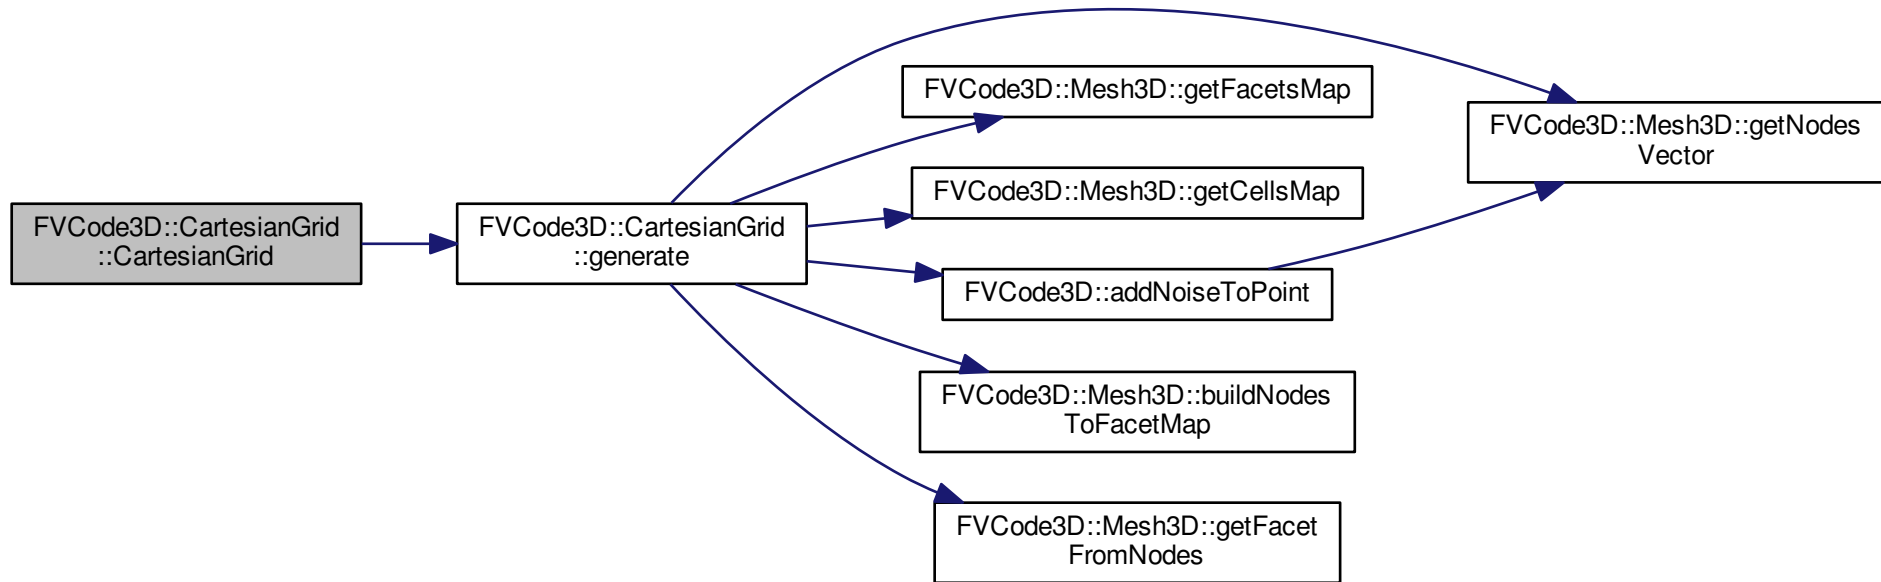 FVCode3D::CartesianGrid
::CartesianGrid
FVCode3D::CartesianGrid
::generate
FVCode3D::Mesh3D::getFacetsMap
FVCode3D::Mesh3D::getCellsMap
FVCode3D::addNoiseToPoint
FVCode3D::Mesh3D::buildNodes
ToFacetMap
FVCode3D::Mesh3D::getFacet
FromNodes
FVCode3D::Mesh3D::getNodes
Vector